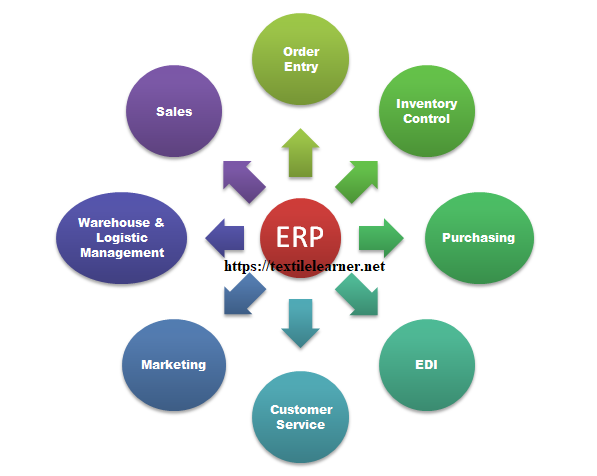 Order
Entry
Inventory
Control
Sales
Warehouse &
Logistic
Management
ERP
https://textilelearner.net
Purchasing
Marketing
EDI
Customer
Service